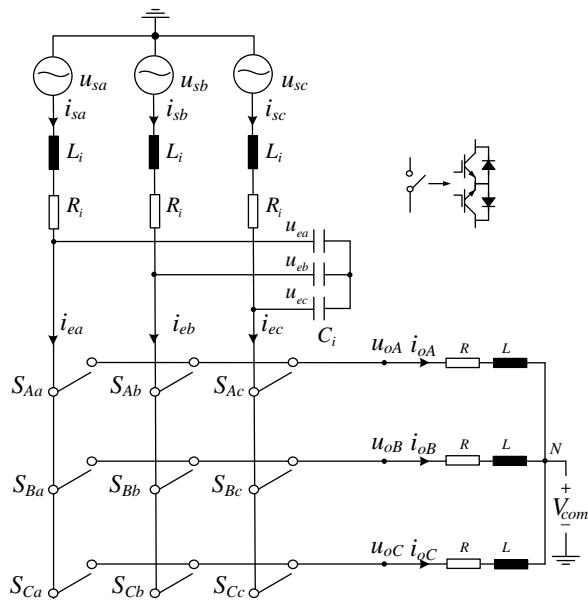 u_sa u_sb u_sc
i_sa i_sb i_sc
L_i L_i L_i
R_i R_i R_i
u_ea
u_eb
u_ec
C_i
i_ea i_eb i_ec
S_Aa S_Ab S_Ac u_oA i_oA R L
S_Ba S_Bb S_Bc u_oB i_oB R L N
+
V_com
−
S_Ca S_Cb S_Cc u_oC i_oC R L